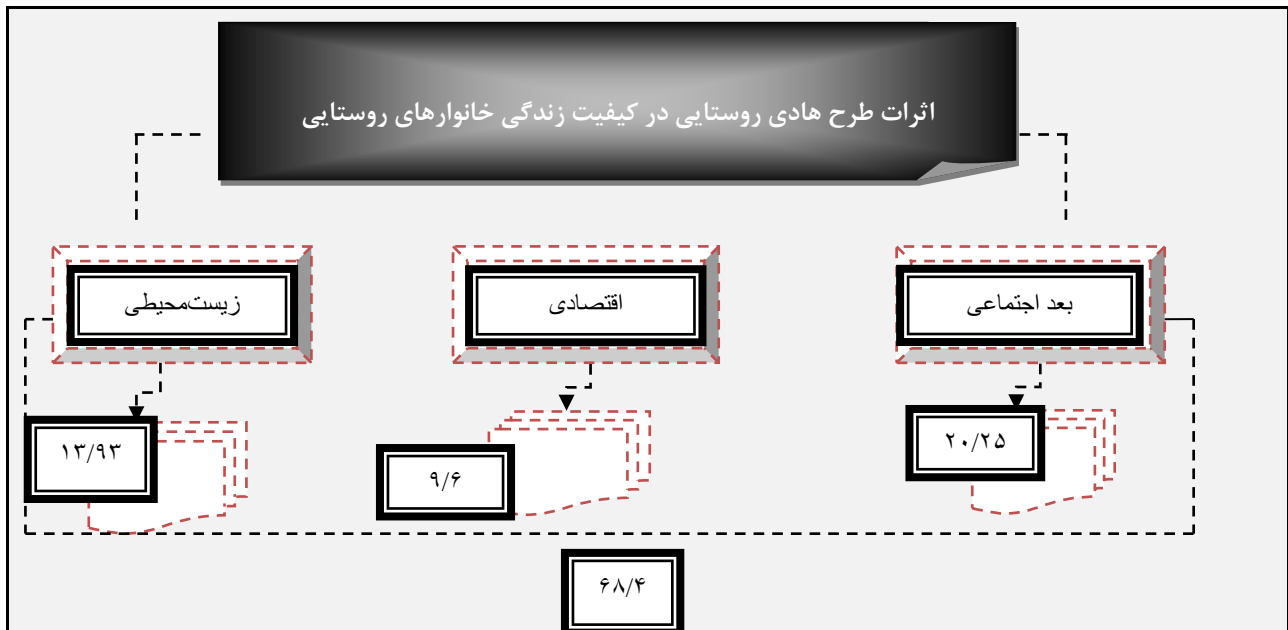 اثرات طرح هادی روستایی در کیفیت زندگی خانوارهای روستایی
بعد اجتماعی
اقتصادی
زیست‌محیطی
۲۰/۲۵
۹/۶
۱۳/۹۳
۶۸/۴